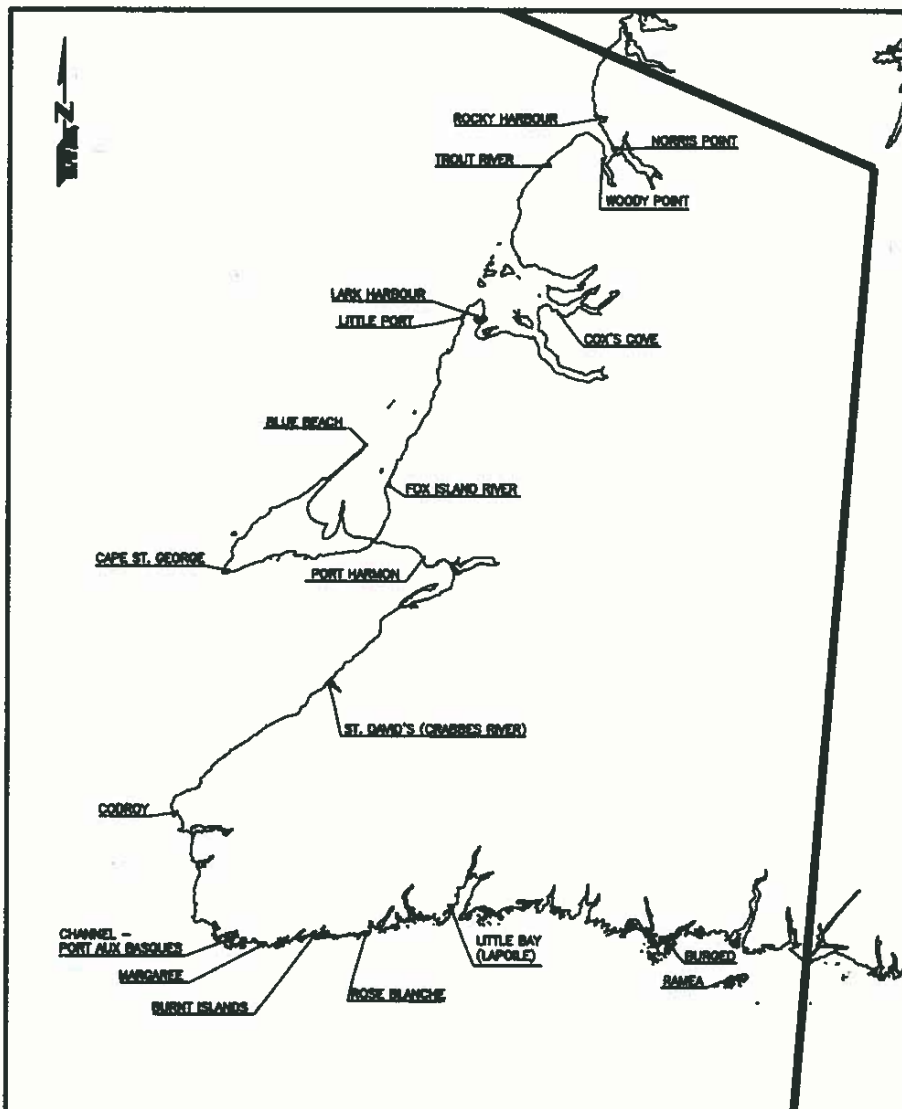 N
ROCKY HARBOUR
NORRIS POINT
TROUT RIVER
WOODY POINT
LARK HARBOUR
LITTLE PORT
COX'S COVE
BLUE BEACH
FOX ISLAND RIVER
CAPE ST. GEORGE
PORT HARMON
ST. DAVID'S (CRABBES RIVER)
CODROY
CHANNEL -
PORT AUX BASQUES
MARGAREE
BURNT ISLANDS
ROSE BLANCHE
LITTLE BAY
(LAPOILE)
BURGEO
RAMEA